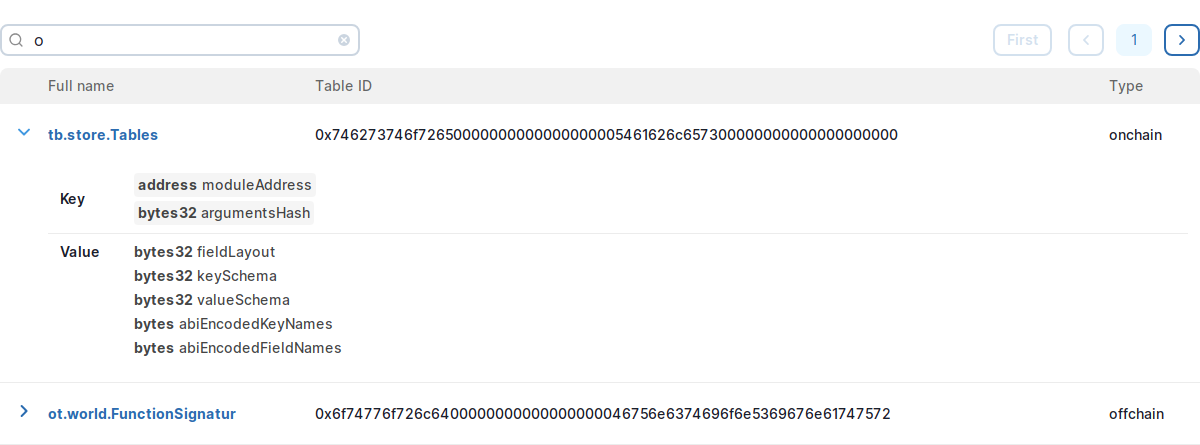 o
First
1
Full name Table ID Type
tb.store.Tables 0x746273746f72650000000000000000005461626c657300000000000000000000 onchain
Key
address moduleAddress
bytes32 argumentsHash
Value bytes32 fieldLayout
bytes32 keySchema
bytes32 valueSchema
bytes abiEncodedKeyNames
bytes abiEncodedFieldNames
ot.world.FunctionSignatur 0x6f74776f726c6400000000000000000046756e6374696f6e5369676e61747572 offchain